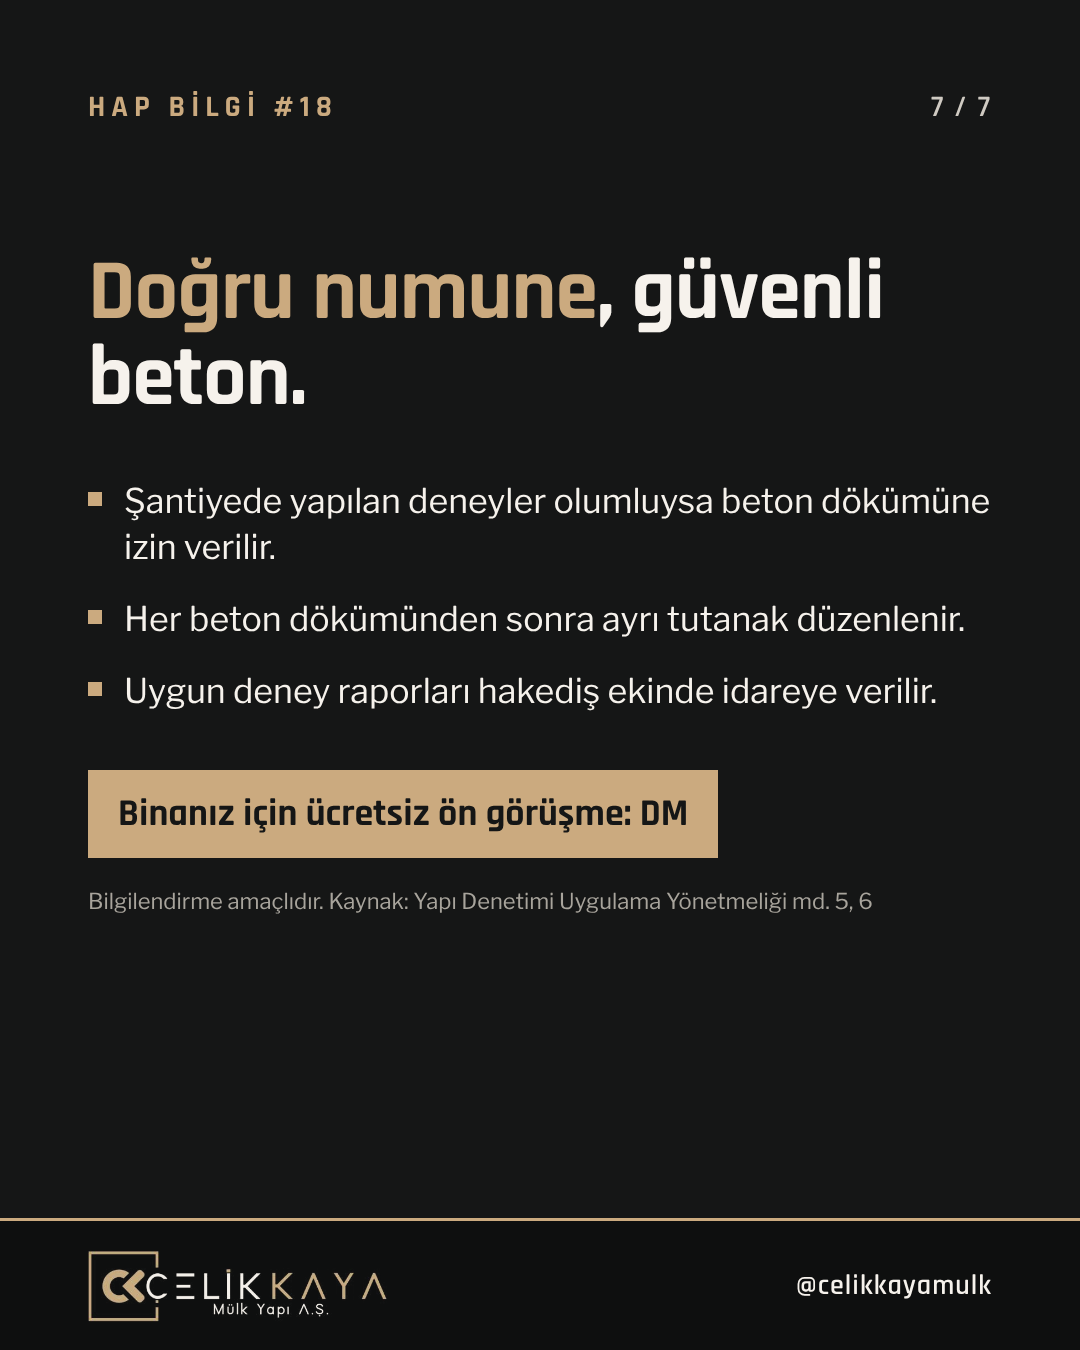 HAP BİLGİ #18
7 / 7
Doğru numune, güvenli
beton.
Şantiyede yapılan deneyler olumluysa beton dökümüne
izin verilir.
Her beton dökümünden sonra ayrı tutanak düzenlenir.
Uygun deney raporları hakediş ekinde idareye verilir.
Binanız için ücretsiz ön görüşme: DM
Bilgilendirme amaçlıdır. Kaynak: Yapı Denetimi Uygulama Yönetmeliği md. 5, 6
ÇELİKKAYA
Mülk Yapı A.Ş.
@celikkayamulk